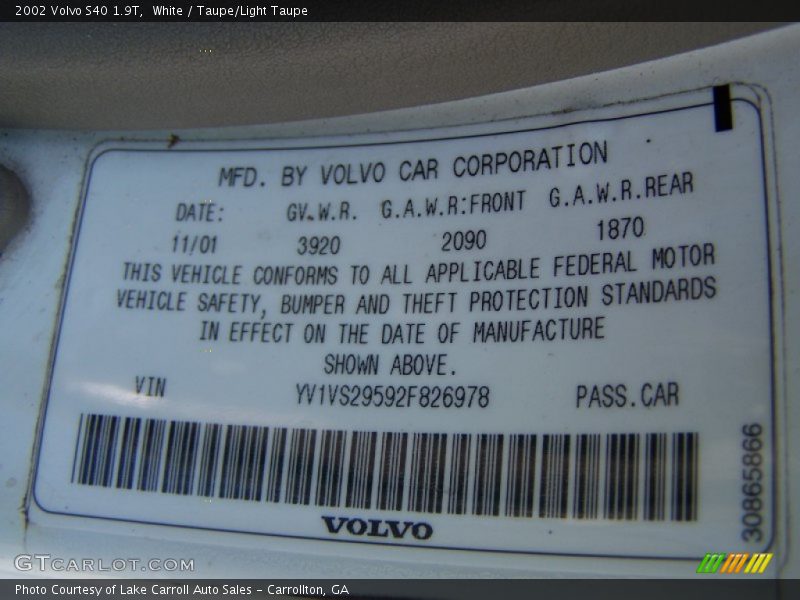 2002 Volvo S40 1.9T,  White / Taupe/Light Taupe
MFD. BY VOLVO CAR CORPORATION
DATE: GV.W.R. G.A.W.R:FRONT G.A.W.R.REAR
11/01 3920 2090 1870
THIS VEHICLE CONFORMS TO ALL APPLICABLE FEDERAL MOTOR
VEHICLE SAFETY, BUMPER AND THEFT PROTECTION STANDARDS
IN EFFECT ON THE DATE OF MANUFACTURE
SHOWN ABOVE.
VIN YV1VS29592F826978 PASS.CAR
30865866
VOLVO
GTCARLOT.COM
Photo Courtesy of Lake Carroll Auto Sales - Carrollton, GA